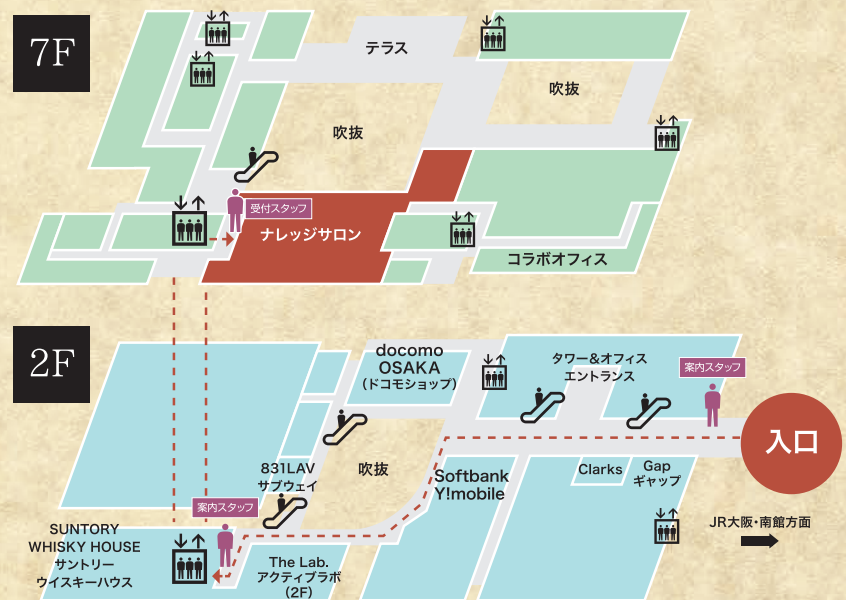 7F
テラス
吹抜
吹抜
受付スタッフ
ナレッジサロン
コラボオフィス
2F
docomo
OSAKA
(ドコモショップ)
タワー&オフィス
エントランス
案内スタッフ
入口
831LAV
サブウェイ
吹抜
Softbank
Y!mobile
Clarks
Gap
ギャップ
案内スタッフ
JR大阪・南館方面
SUNTORY
WHISKY HOUSE
サントリー
ウイスキーハウス
The Lab.
アクティブラボ
(2F)